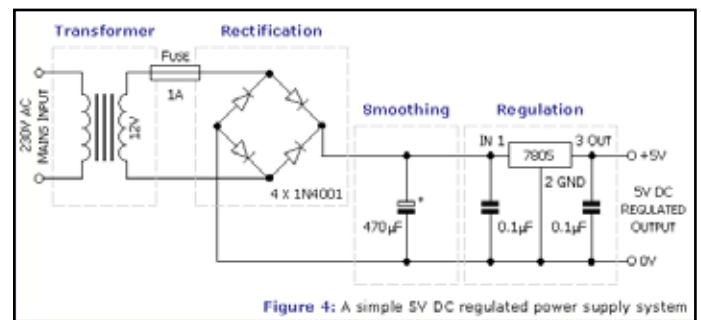 Transformer
Rectification
FUSE
1A
230V AC
MAINS INPUT
12V
4 X 1N4001
Smoothing
Regulation
IN 1
3 OUT
7805
2 GND
+5V
+
470µF
0.1µF
0.1µF
5V DC
REGULATED
OUTPUT
0V
Figure 4: A simple 5V DC regulated power supply system